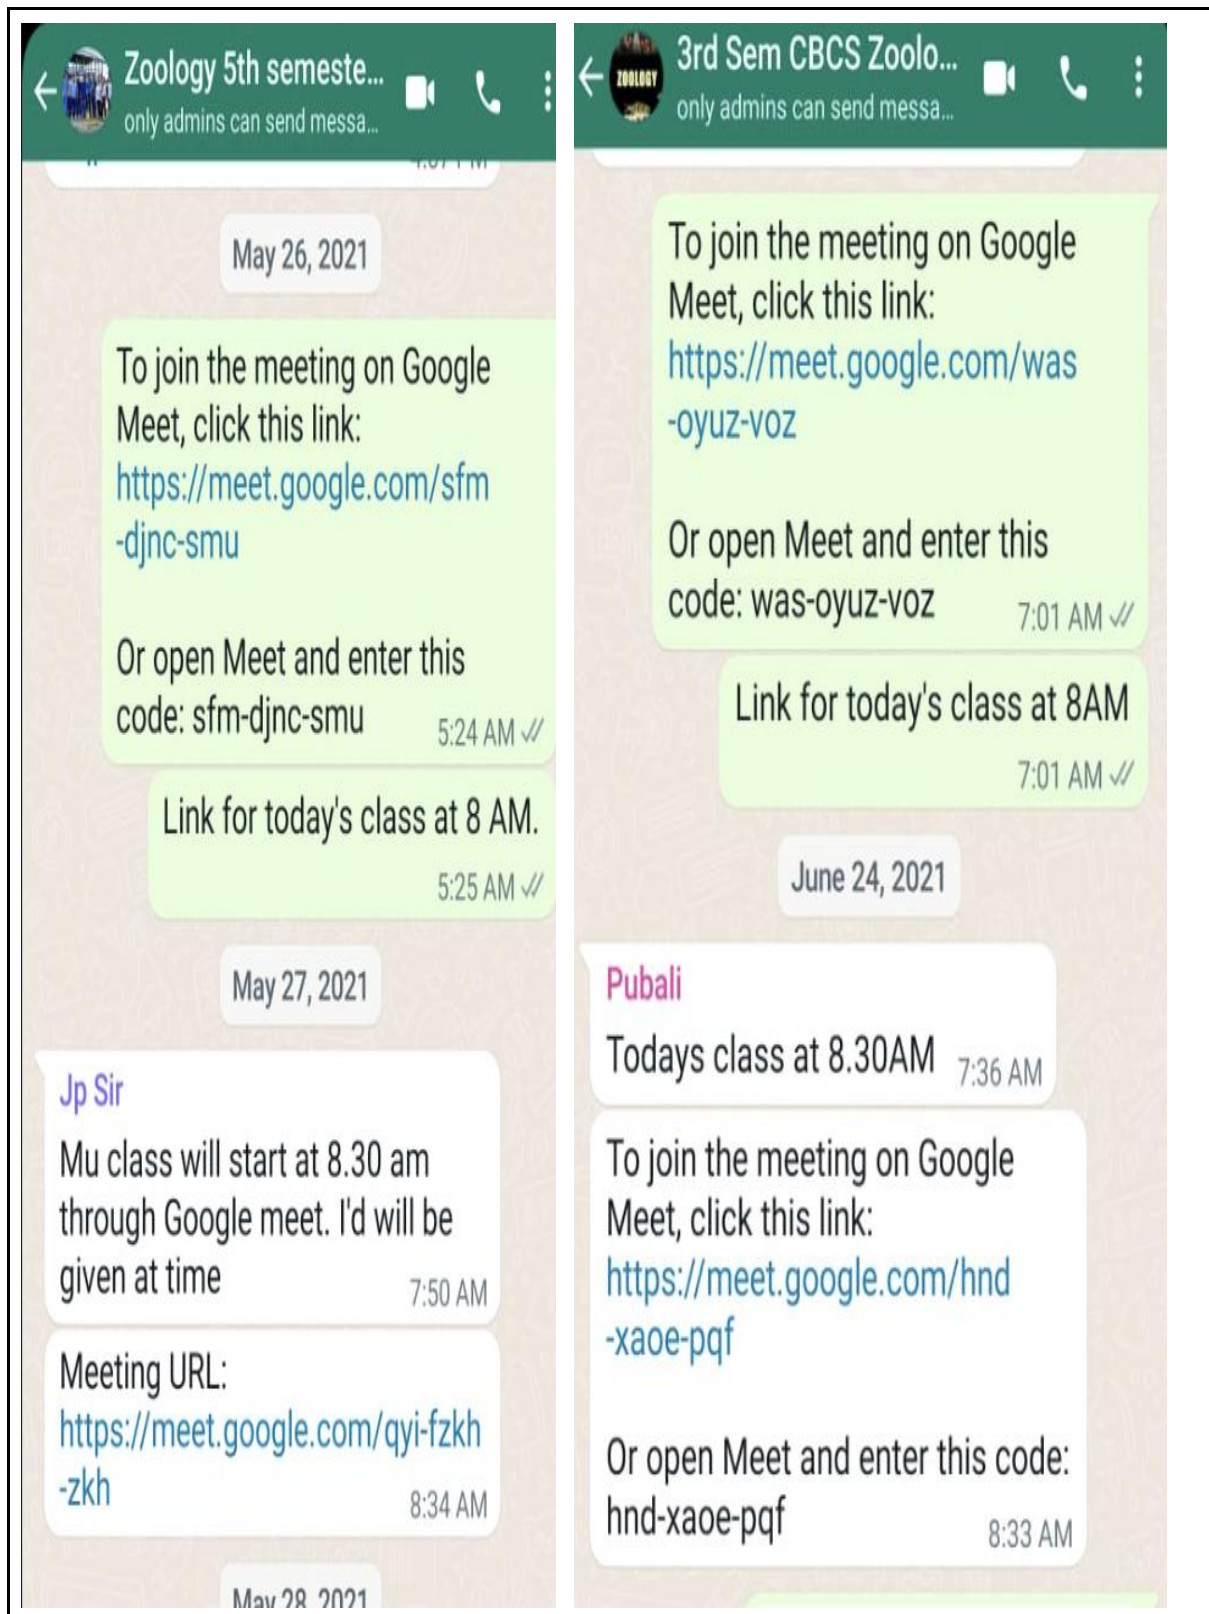 Zoology 5th semeste...
only admins can send messa...
May 26, 2021
To join the meeting on Google
Meet, click this link:
https://meet.google.com/sfm
-djnc-smu
Or open Meet and enter this
code: sfm-djnc-smu
5:24 AM
Link for today's class at 8 AM.
5:25 AM
May 27, 2021
Jp Sir
Mu class will start at 8.30 am
through Google meet. I'd will be
given at time
7:50 AM
Meeting URL:
https://meet.google.com/qyi-fzkh
-zkh
8:34 AM
May 28, 2021
3rd Sem CBCS Zoolo...
ZOOLOGY
only admins can send messa...
To join the meeting on Google
Meet, click this link:
https://meet.google.com/was
-oyuz-voz
Or open Meet and enter this
code: was-oyuz-voz
7:01 AM
Link for today's class at 8AM
7:01 AM
June 24, 2021
Pubali
Todays class at 8.30AM
7:36 AM
To join the meeting on Google
Meet, click this link:
https://meet.google.com/hnd
-xaoe-pqf
Or open Meet and enter this code:
hnd-xaoe-pqf
8:33 AM